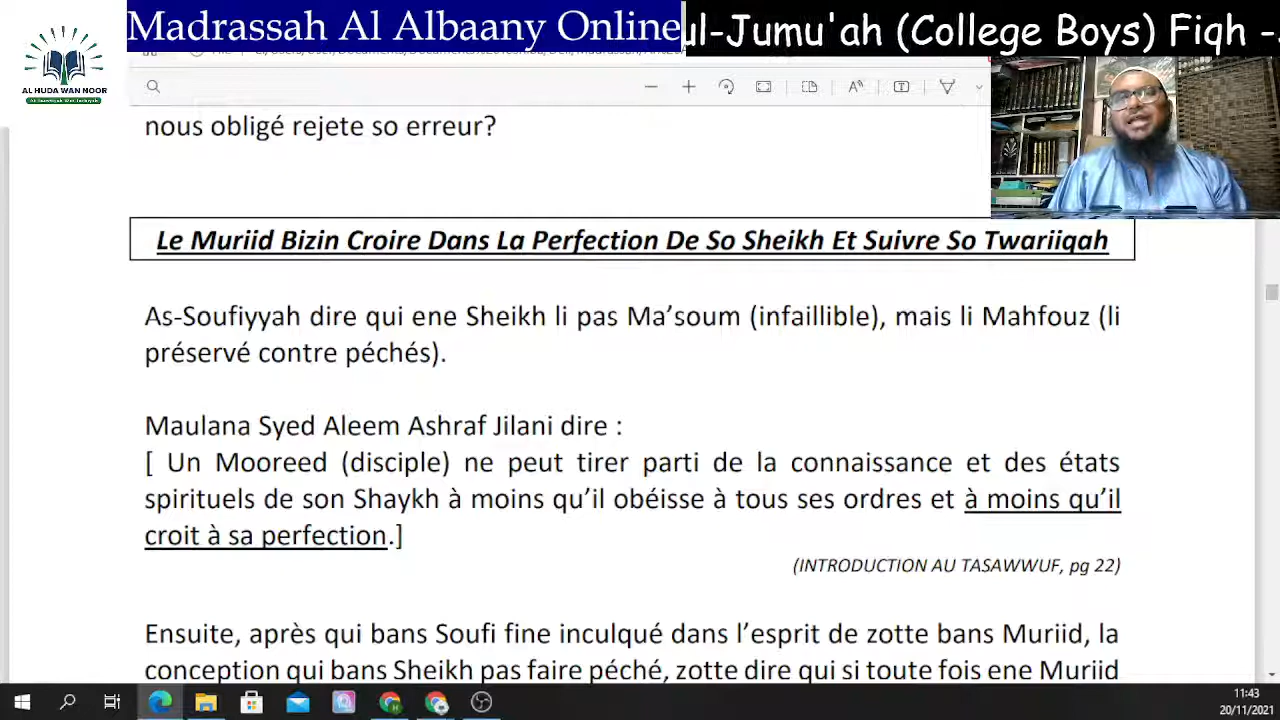 Madrassah Al Albaany Online
ul-Jumu'ah (College Boys) Fiqh -
AL HUDA WAN NOOR
nous obligé rejete so erreur?
Le Muriid Bizin Croire Dans La Perfection De So Sheikh Et Suivre So Twariiqah
As-Soufiyyah dire qui ene Sheikh li pas Ma’soum (infaillible), mais li Mahfouz (li
préservé contre péchés).
Maulana Syed Aleem Ashraf Jilani dire :
[ Un Mooreed (disciple) ne peut tirer parti de la connaissance et des états
spirituels de son Shaykh à moins qu’il obéisse à tous ses ordres et à moins qu’il
croit à sa perfection.]
(INTRODUCTION AU TASAWWUF, pg 22)
Ensuite, après qui bans Soufi fine inculqué dans l’esprit de zotte bans Muriid, la
conception qui bans Sheikh pas faire péché, zotte dire qui si toute fois ene Muriid
11:43
20/11/2021